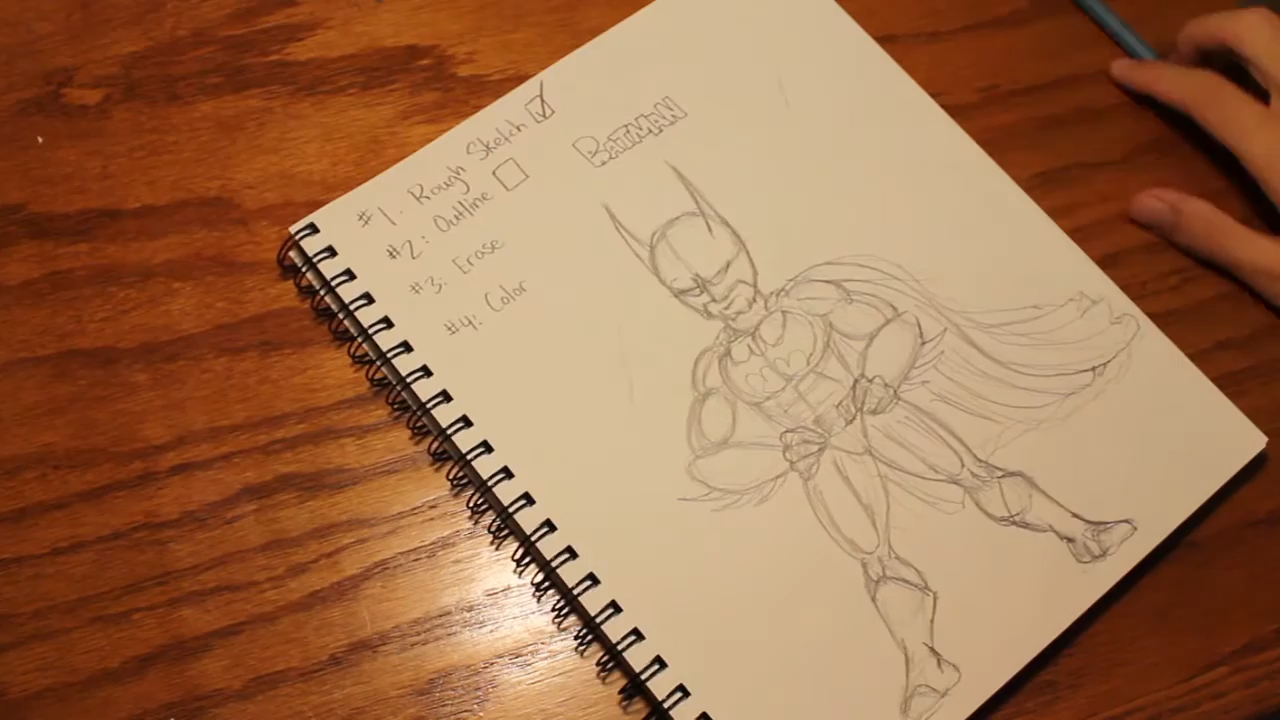 #1. Rough Sketch
#2: Outline
#3: Erase
#4: Color
BATMAN